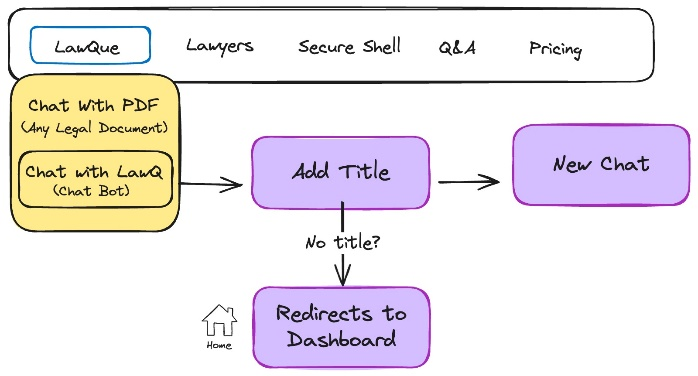 LawQue Lawyers Secure Shell Q&A Pricing
Chat with PDF
(Any Legal Document)
Chat with LawQ
(Chat Bot)
Add Title
New Chat
No title?
Redirects to
Dashboard
Home